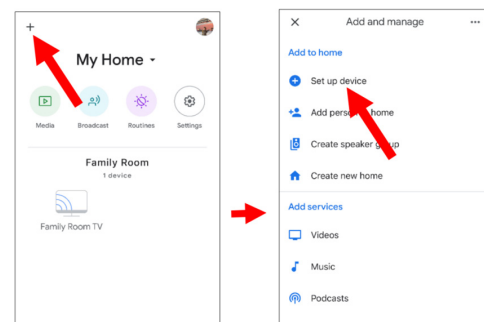 +
My Home
Media Broadcast Routines Settings
Family Room
1 device
Family Room TV
× Add and manage ...
Add to home
Set up device
Add person home
Create speaker group
Create new home
Add services
Videos
Music
Podcasts